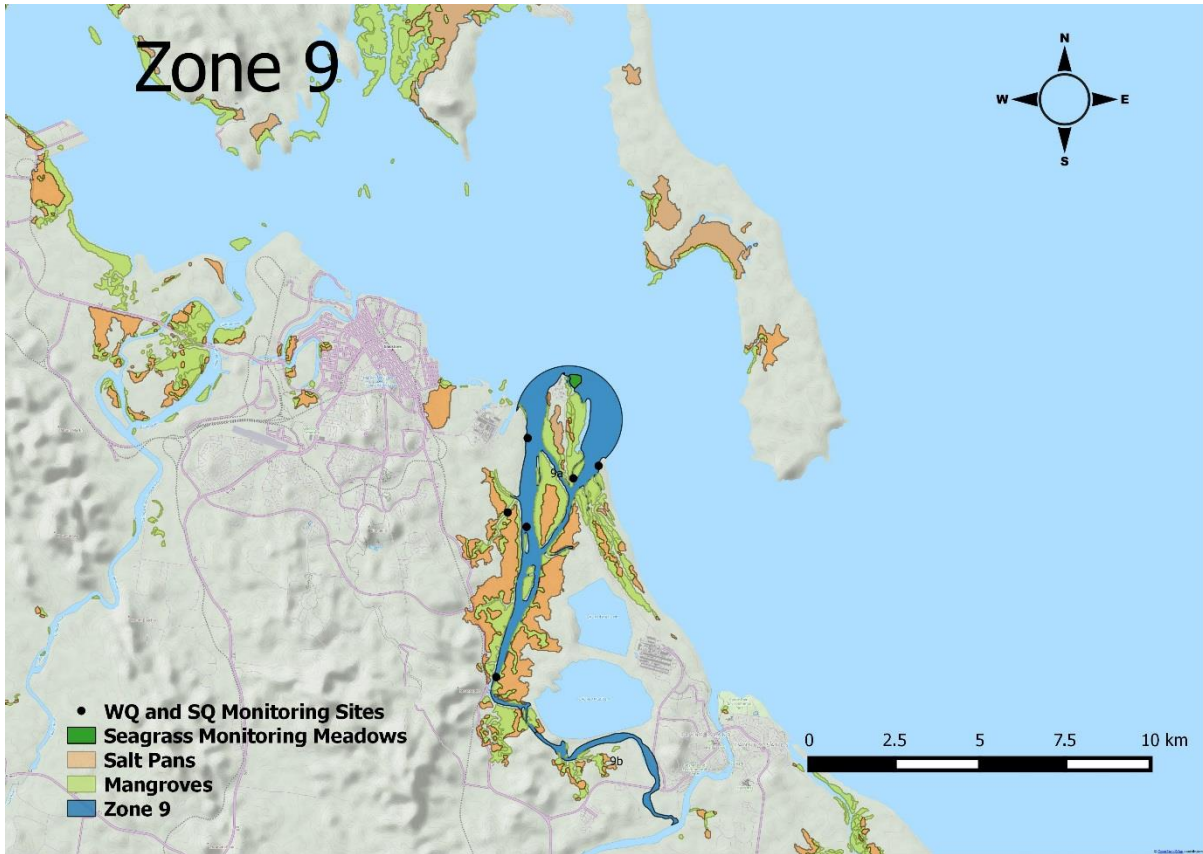 Zone 9
N
W
E
S
9a
9b
WQ and SQ Monitoring Sites
Seagrass Monitoring Meadows
Salt Pans
Mangroves
Zone 9
0 2.5 5 7.5 10 km